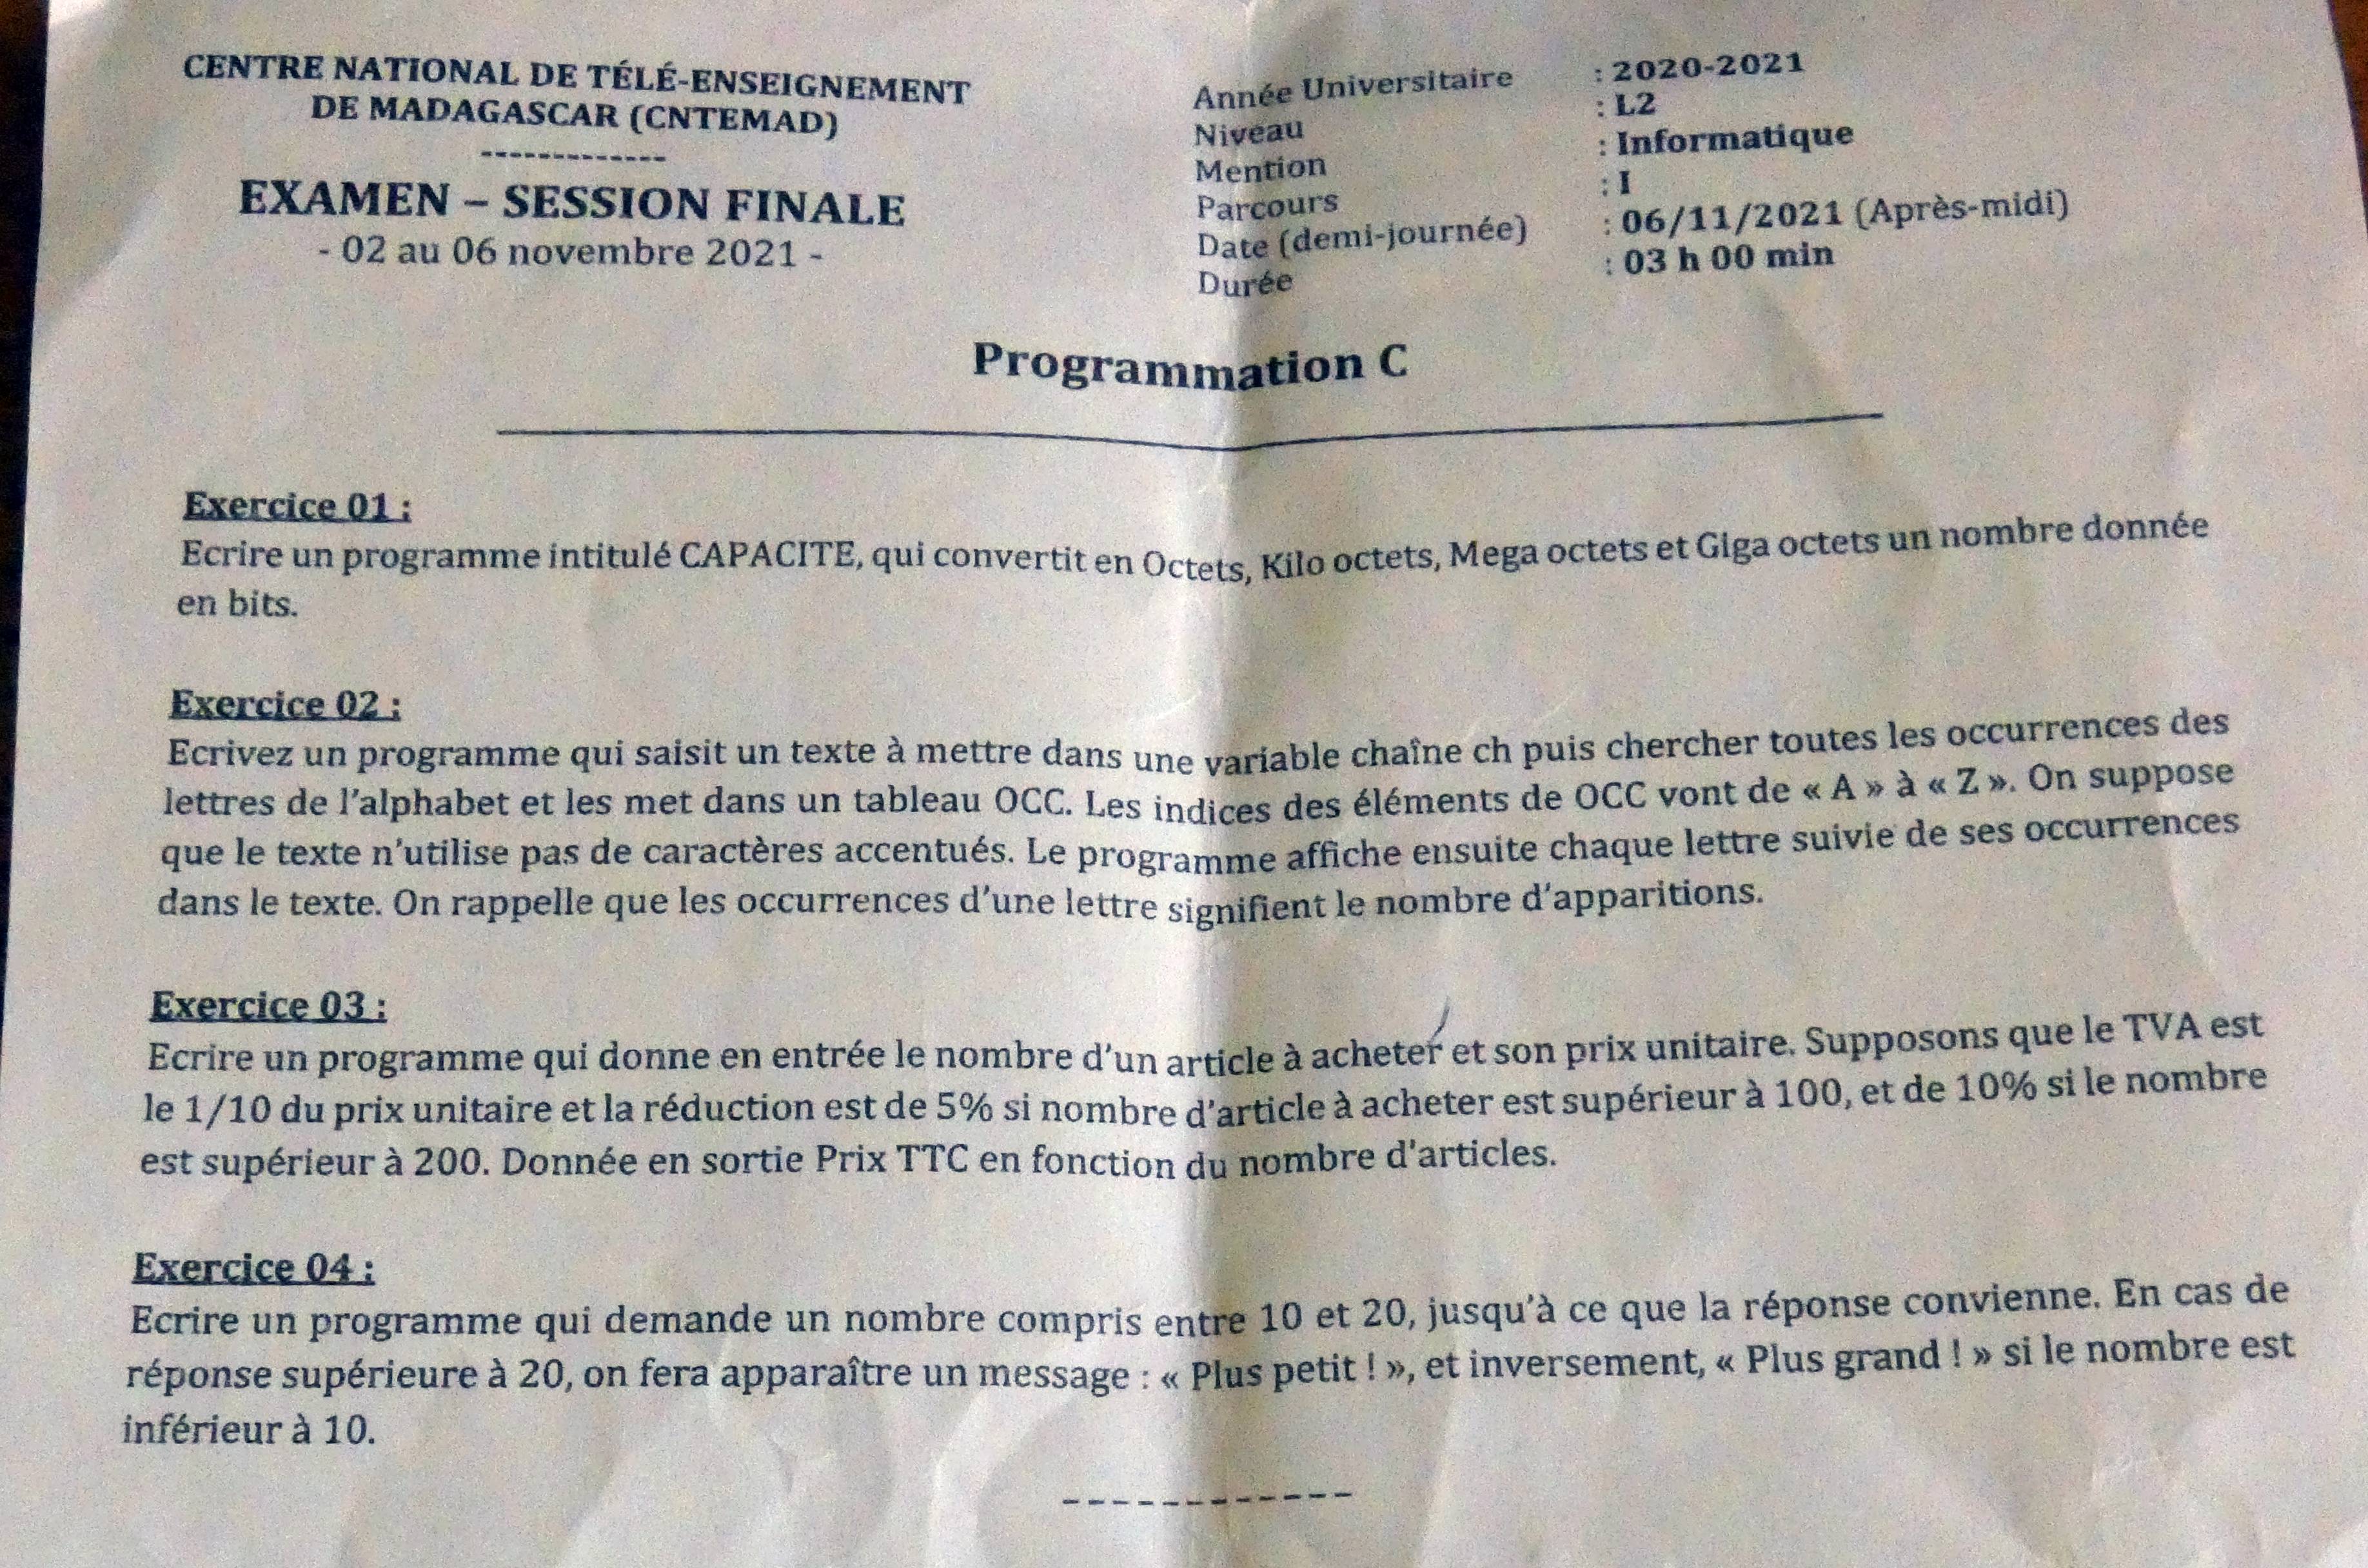 CENTRE NATIONAL DE TÉLÉ-ENSEIGNEMENT
DE MADAGASCAR (CNTEMAD)
-------------
EXAMEN – SESSION FINALE
- 02 au 06 novembre 2021 -
Année Universitaire : 2020-2021
Niveau : L2
Mention : Informatique
Parcours : I
Date (demi-journée) : 06/11/2021 (Après-midi)
Durée : 03 h 00 min
Programmation C
Exercice 01 :
Ecrire un programme intitulé CAPACITE, qui convertit en Octets, Kilo octets, Mega octets et Giga octets un nombre donnée
en bits.
Exercice 02 :
Ecrivez un programme qui saisit un texte à mettre dans une variable chaîne ch puis chercher toutes les occurrences des
lettres de l'alphabet et les met dans un tableau OCC. Les indices des éléments de OCC vont de « A » à « Z ». On suppose
que le texte n'utilise pas de caractères accentués. Le programme affiche ensuite chaque lettre suivie de ses occurrences
dans le texte. On rappelle que les occurrences d'une lettre signifient le nombre d'apparitions.
Exercice 03 :
Ecrire un programme qui donne en entrée le nombre d'un article à acheter et son prix unitaire. Supposons que le TVA est
le 1/10 du prix unitaire et la réduction est de 5% si nombre d'article à acheter est supérieur à 100, et de 10% si le nombre
est supérieur à 200. Donnée en sortie Prix TTC en fonction du nombre d'articles.
Exercice 04 :
Ecrire un programme qui demande un nombre compris entre 10 et 20, jusqu'à ce que la réponse convienne. En cas de
réponse supérieure à 20, on fera apparaître un message : « Plus petit ! », et inversement, « Plus grand ! » si le nombre est
inférieur à 10.
------------